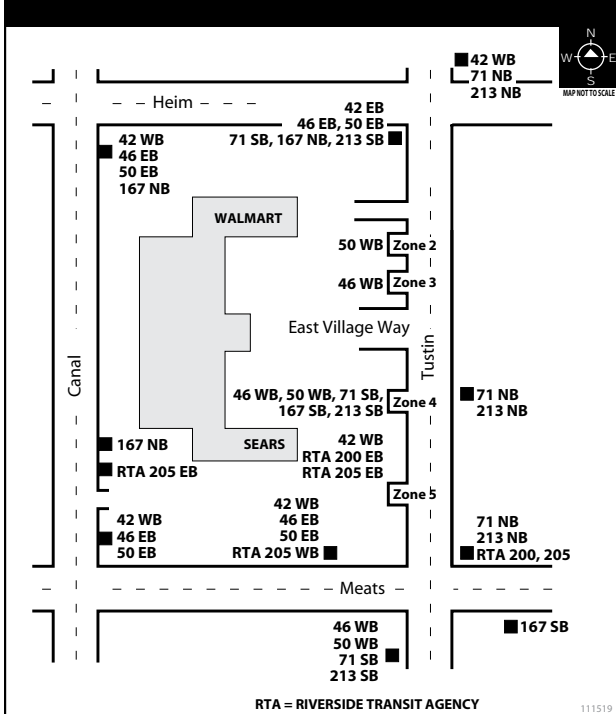 N
W E
S
MAP NOT TO SCALE
42 WB
71 NB
213 NB
Heim
42 EB
46 EB, 50 EB
71 SB, 167 NB, 213 SB
42 WB
46 EB
50 EB
167 NB
WALMART
50 WB
Zone 2
46 WB
Zone 3
East Village Way
Tustin
Canal
46 WB, 50 WB, 71 SB,
167 SB, 213 SB
Zone 4
71 NB
213 NB
167 NB
SEARS
RTA 205 EB
42 WB
RTA 200 EB
RTA 205 EB
Zone 5
42 WB
46 EB
50 EB
42 WB
46 EB
50 EB
RTA 205 WB
71 NB
213 NB
RTA 200, 205
Meats
46 WB
50 WB
71 SB
213 SB
167 SB
RTA = RIVERSIDE TRANSIT AGENCY
111519